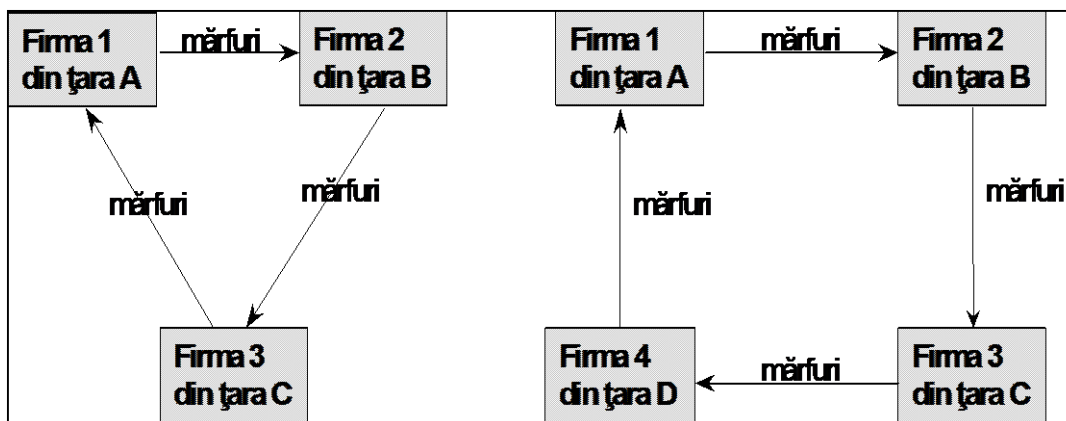 Firma 1
din ţara A
mărfuri
Firma 2
din ţara B
mărfuri
mărfuri
Firma 3
din ţara C
Firma 1
din ţara A
mărfuri
Firma 2
din ţara B
mărfuri
mărfuri
Firma 4
din ţara D
mărfuri
Firma 3
din ţara C